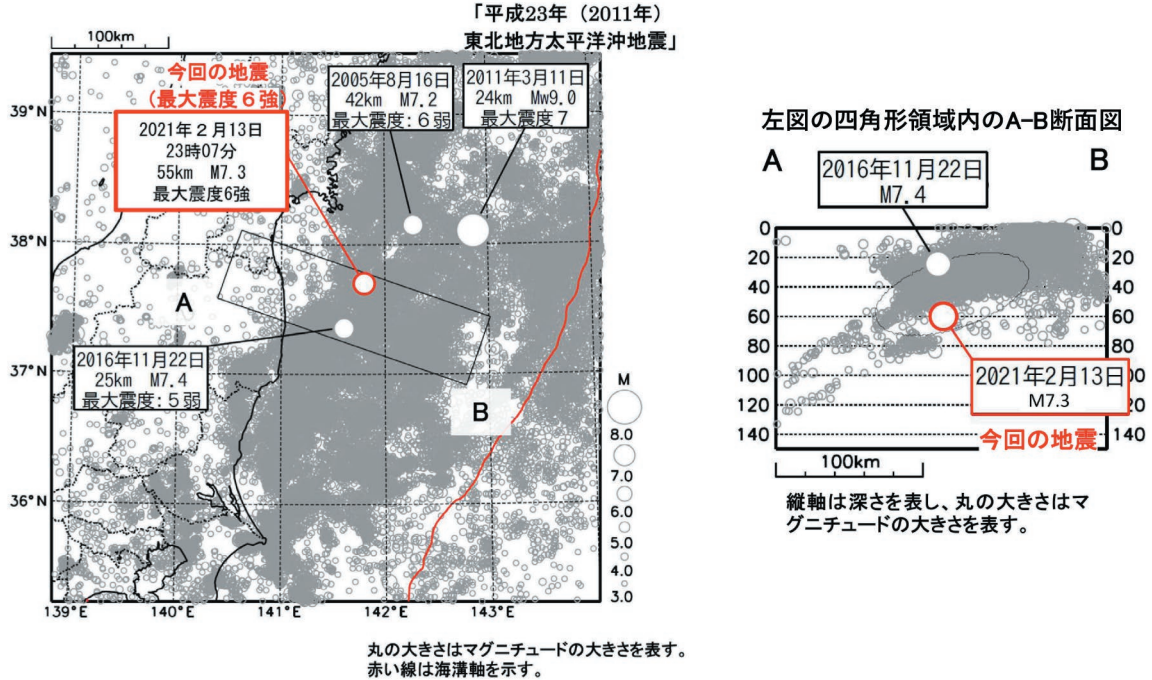 「平成23年（2011年）
東北地方太平洋沖地震」
100km
今回の地震
（最大震度６強）
2021年２月13日
23時07分
55km M7.3
最大震度6強
2005年8月16日
42km M7.2
最大震度：６弱
2011年3月11日
24km Mw9.0
最大震度７
39°N
38°N
37°N
36°N
A
2016年11月22日
25km M7.4
最大震度：５弱
B
139°E
140°E
141°E
142°E
143°E
M
8.0
7.0
6.0
5.0
4.0
3.0
丸の大きさはマグニチュードの大きさを表す。
赤い線は海溝軸を示す。
左図の四角形領域内のA-B断面図
A
B
2016年11月22日
M7.4
0
20
40
60
80
100
120
140
0
20
40
60
80
00
20
140
2021年2月13日
M7.3
今回の地震
100km
縦軸は深さを表し、丸の大きさはマ
グニチュードの大きさを表す。